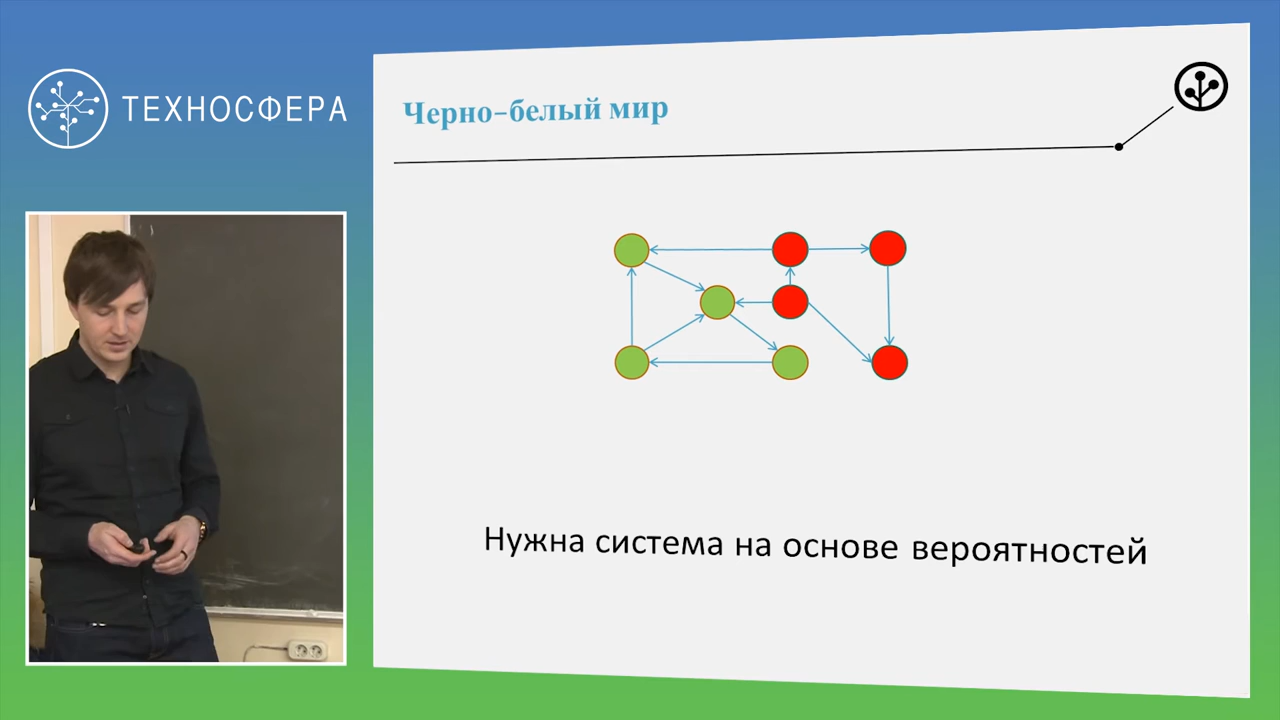 ТЕХНОСФЕРА
Черно-белый мир
Нужна система на основе вероятностей